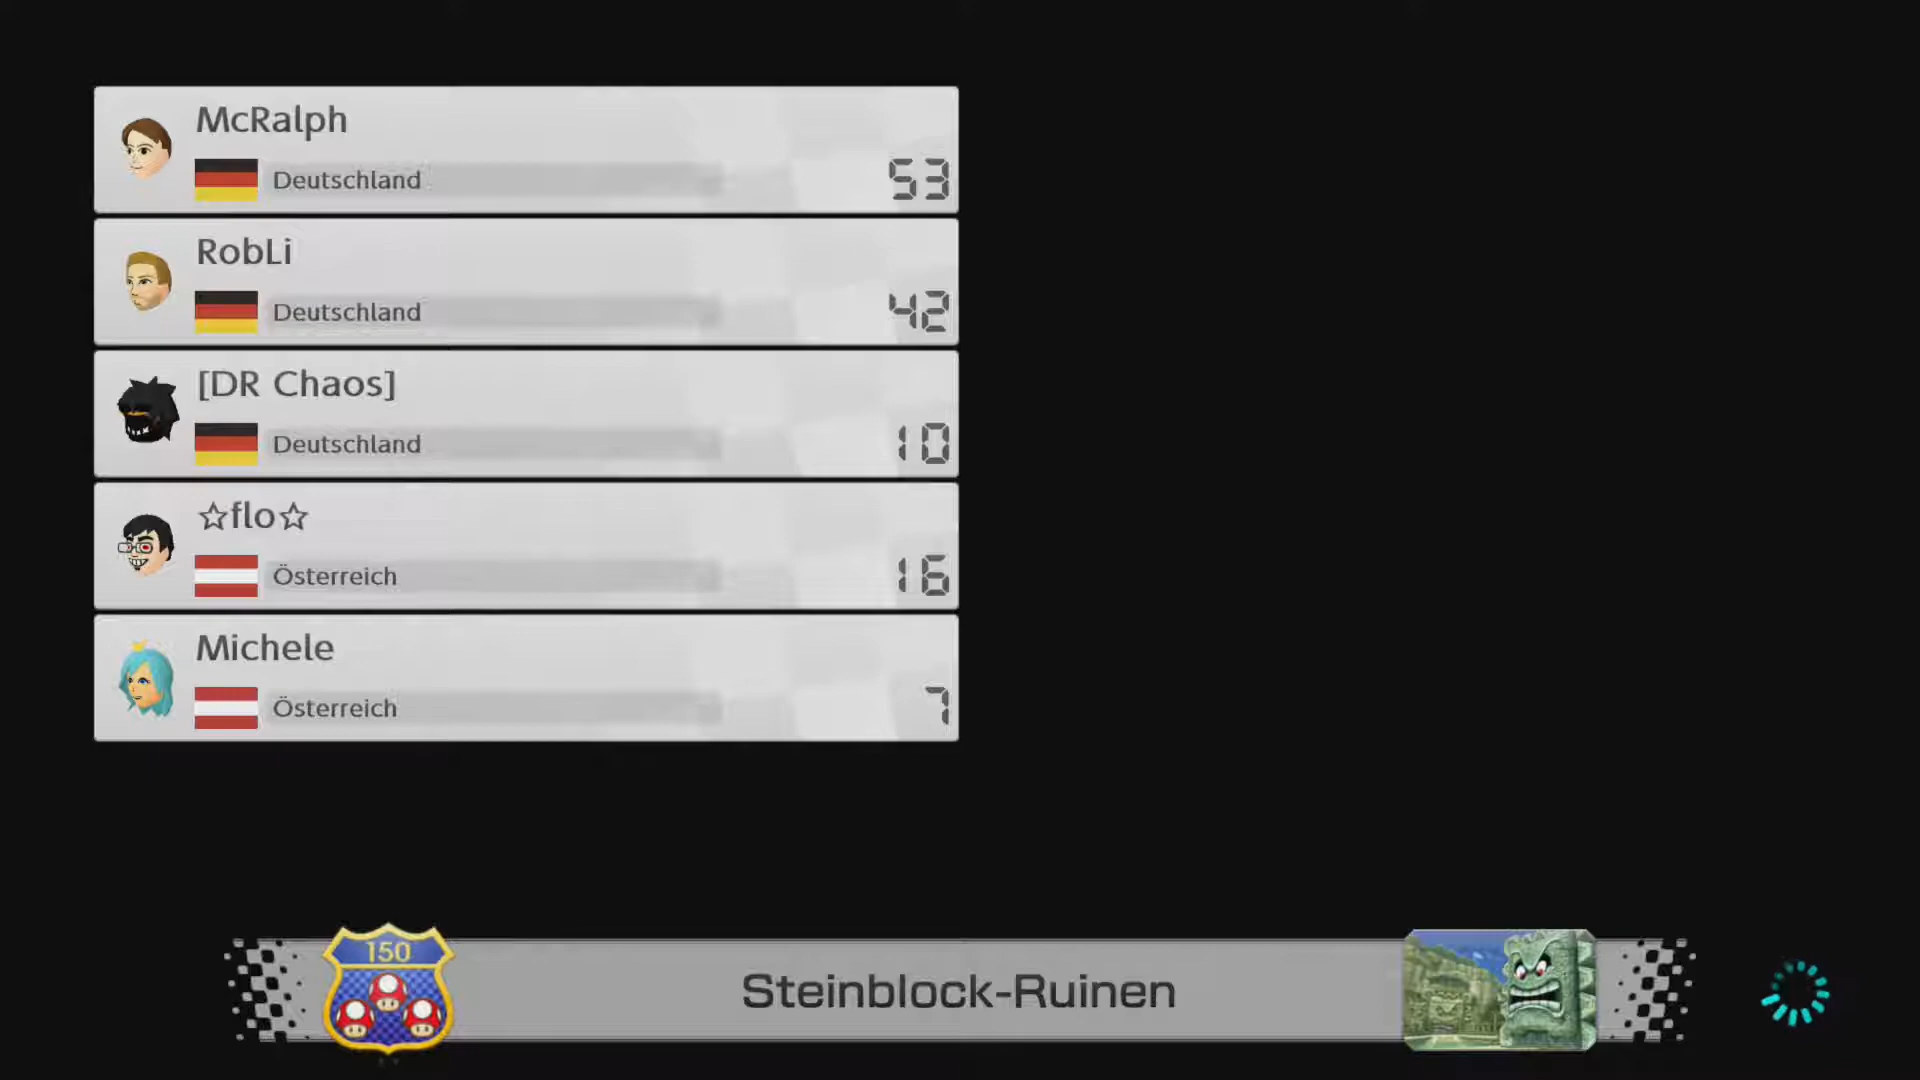 McRalph
Deutschland
53
RobLi
Deutschland
42
[DR Chaos]
Deutschland
10
☆flo☆
Österreich
16
Michele
Österreich
7
150
Steinblock-Ruinen